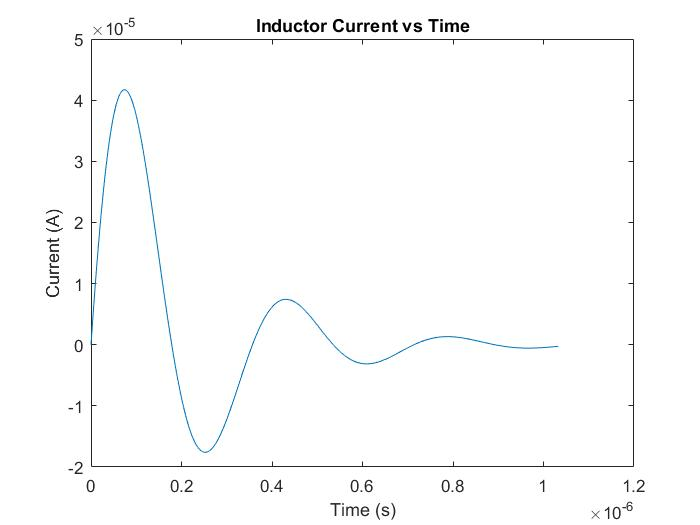 Inductor Current vs Time
×10-5
5
4
3
2
1
0
-1
-2
Current (A)
0 0.2 0.4 0.6 0.8 1 1.2
Time (s)
×10-6